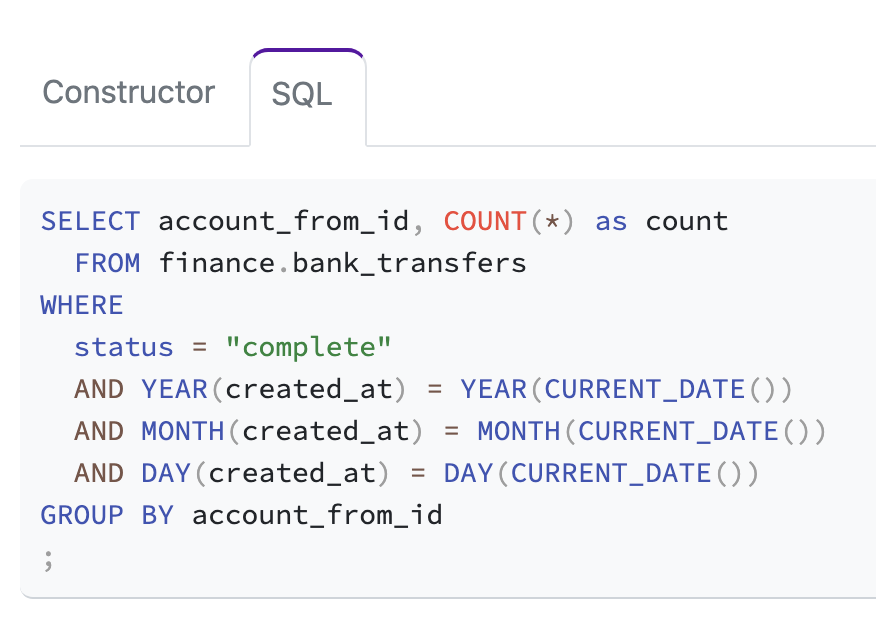 Constructor SQL
SELECT account_from_id, COUNT(*) as count
FROM finance.bank_transfers
WHERE
status = "complete"
AND YEAR(created_at) = YEAR(CURRENT_DATE())
AND MONTH(created_at) = MONTH(CURRENT_DATE())
AND DAY(created_at) = DAY(CURRENT_DATE())
GROUP BY account_from_id
;